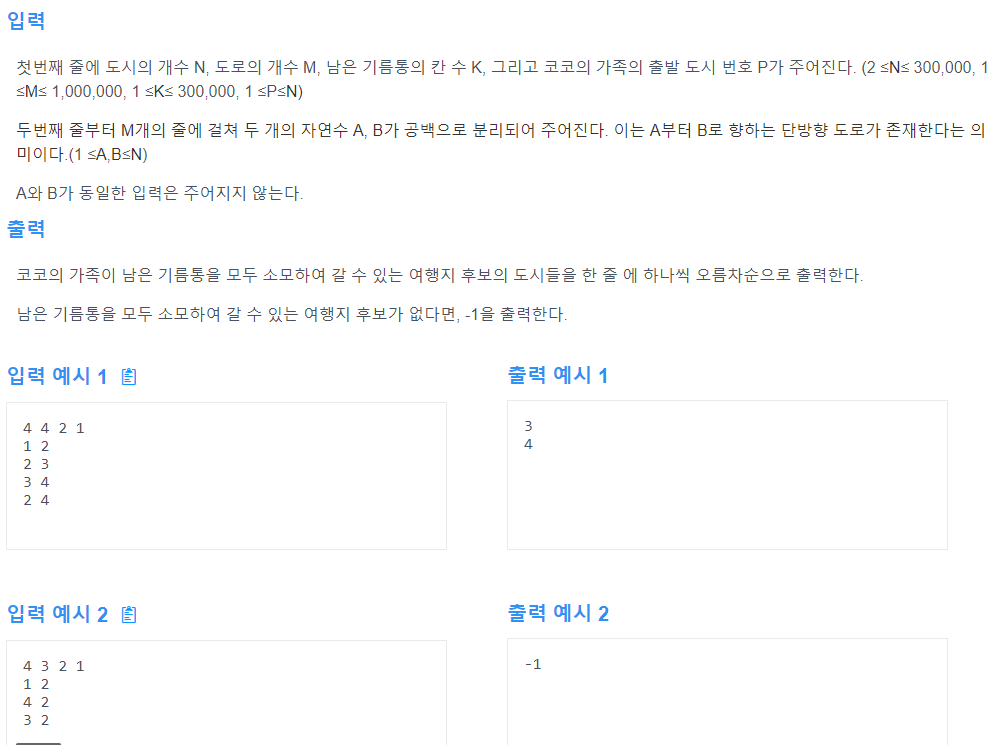 입력
첫번째 줄에 도시의 개수 N, 도로의 개수 M, 남은 기름통의 칸 수 K, 그리고 코코의 가족의 출발 도시 번호 P가 주어진다. (2 ≤N≤ 300,000, 1
≤M≤ 1,000,000, 1 ≤K≤ 300,000, 1 ≤P≤N)
두번째 줄부터 M개의 줄에 걸쳐 두 개의 자연수 A, B가 공백으로 분리되어 주어진다. 이는 A부터 B로 향하는 단방향 도로가 존재한다는 의
미이다.(1 ≤A,B≤N)
A와 B가 동일한 입력은 주어지지 않는다.
출력
코코의 가족이 남은 기름통을 모두 소모하여 갈 수 있는 여행지 후보의 도시들을 한 줄 에 하나씩 오름차순으로 출력한다.
남은 기름통을 모두 소모하여 갈 수 있는 여행지 후보가 없다면, -1을 출력한다.
입력 예시 1
4 4 2 1
1 2
2 3
3 4
2 4
출력 예시 1
3
4
입력 예시 2
4 3 2 1
1 2
4 2
3 2
출력 예시 2
-1